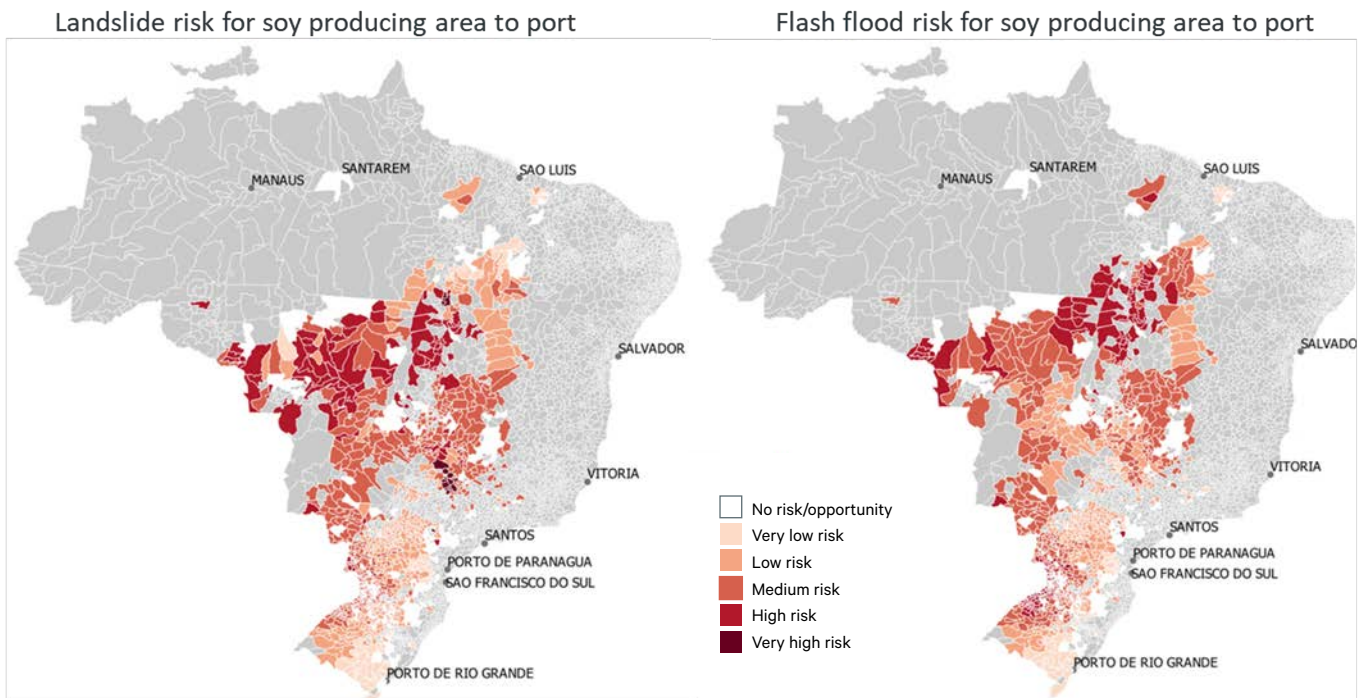 Landslide risk for soy producing area to port
Flash flood risk for soy producing area to port
SANTAREM
SAO LUIS
MANAUS
SALVADOR
VITORIA
SANTOS
PORTO DE PARANAGUA
SAO FRANCISCO DO SUL
PORTO DE RIO GRANDE
SANTAREM
SAO LUIS
MANAUS
SALVADO
VITORIA
SANTOS
PORTO DE PARANAGUA
SAO FRANCISCO DO SUL
PORTO DE RIO GRANDE
No risk/opportunity
Very low risk
Low risk
Medium risk
High risk
Very high risk